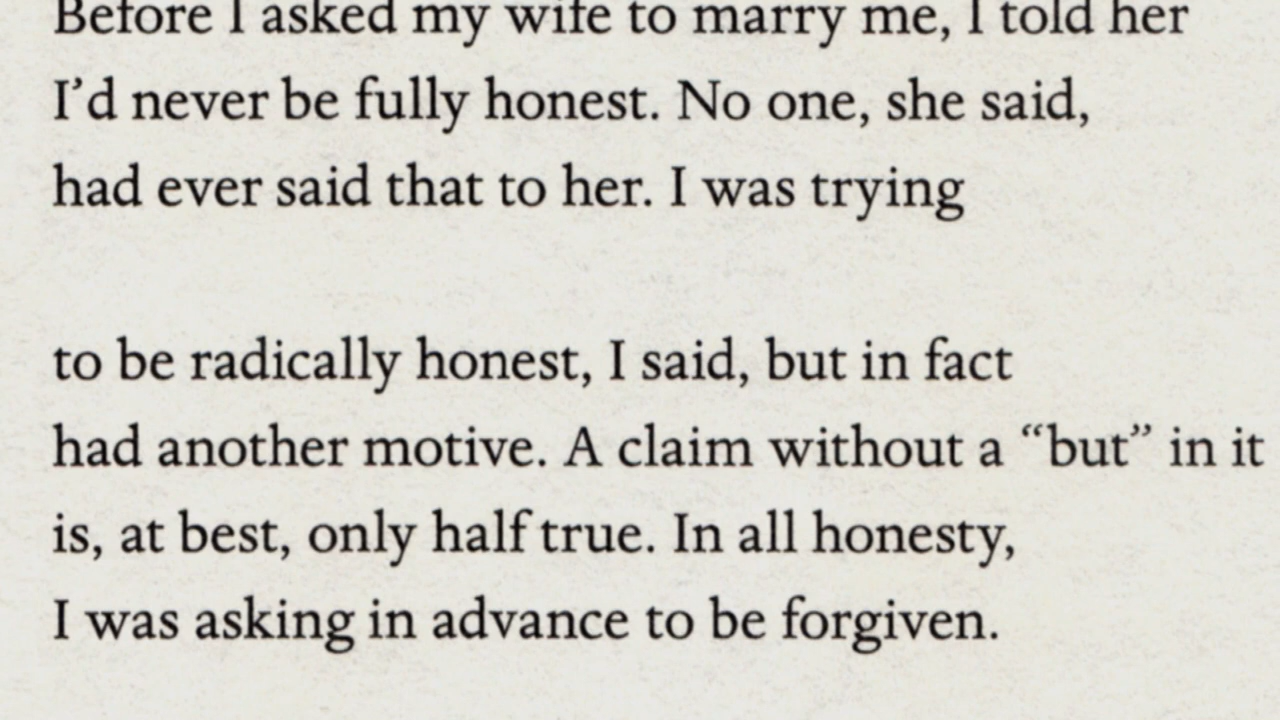 Before I asked my wife to marry me, I told her
I’d never be fully honest. No one, she said,
had ever said that to her. I was trying
to be radically honest, I said, but in fact
had another motive. A claim without a “but” in it
is, at best, only half true. In all honesty,
I was asking in advance to be forgiven.